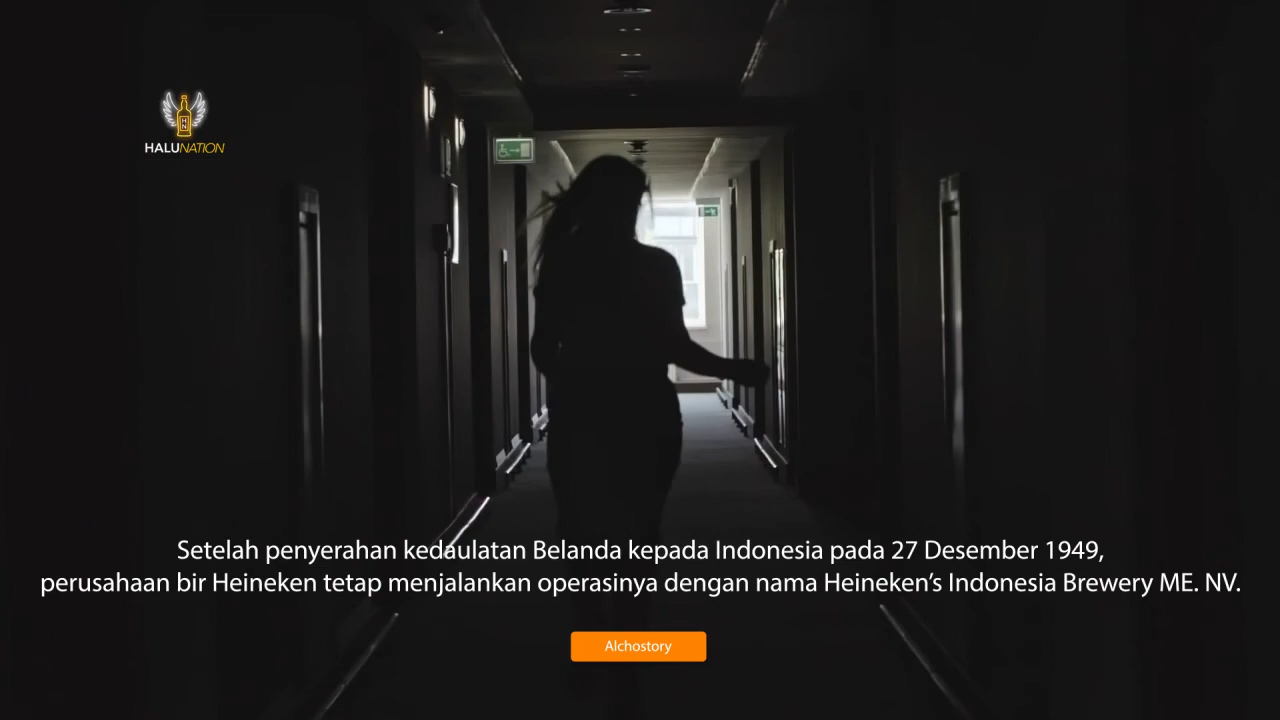 HN
HALUNATION
Setelah penyerahan kedaulatan Belanda kepada Indonesia pada 27 Desember 1949,
perusahaan bir Heineken tetap menjalankan operasinya dengan nama Heineken’s Indonesia Brewery ME. NV.
Alchostory